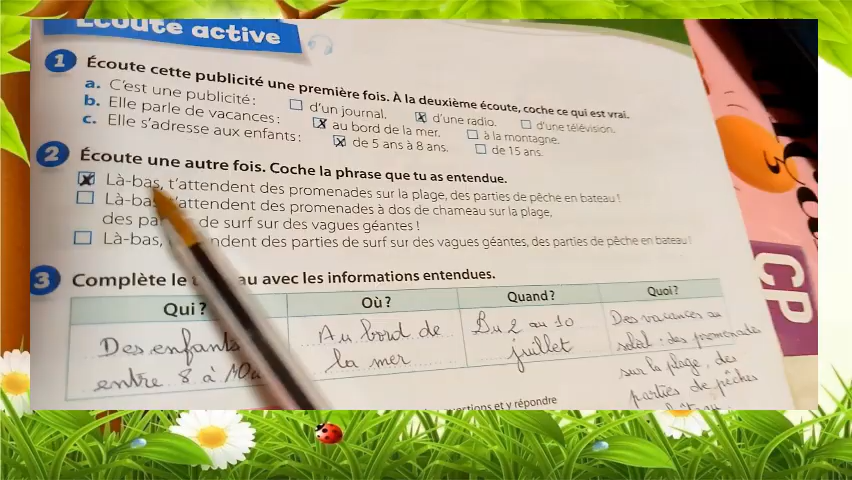 Écoute active
1 Écoute cette publicité une première fois. À la deuxième écoute, coche ce qui est vrai.
a. C'est une publicité : ☐ d'un journal. ☒ d'une radio. ☐ d'une télévision.
b. Elle parle de vacances : ☒ au bord de la mer. ☐ à la montagne.
c. Elle s'adresse aux enfants : ☒ de 5 ans à 8 ans. ☐ de 15 ans.
2 Écoute une autre fois. Coche la phrase que tu as entendue.
☒ Là-bas, t'attendent des promenades sur la plage, des parties de pêche en bateau !
☐ Là-bas, t'attendent des promenades à dos de chameau sur la plage,
des de surf sur des vagues géantes !
☐ Là-bas, des parties de surf sur des vagues géantes, des parties de pêche en bateau !
3 Complète le avec les informations entendues.
Qui ? Où ? Quand ? Quoi ?
Des enfants entre 8 à 10
Au bord de la mer
Du 2 au 10 juillet
Des vacances au soleil : des promenades
sur la plage, des
parties de pêches
et y répondre
CP